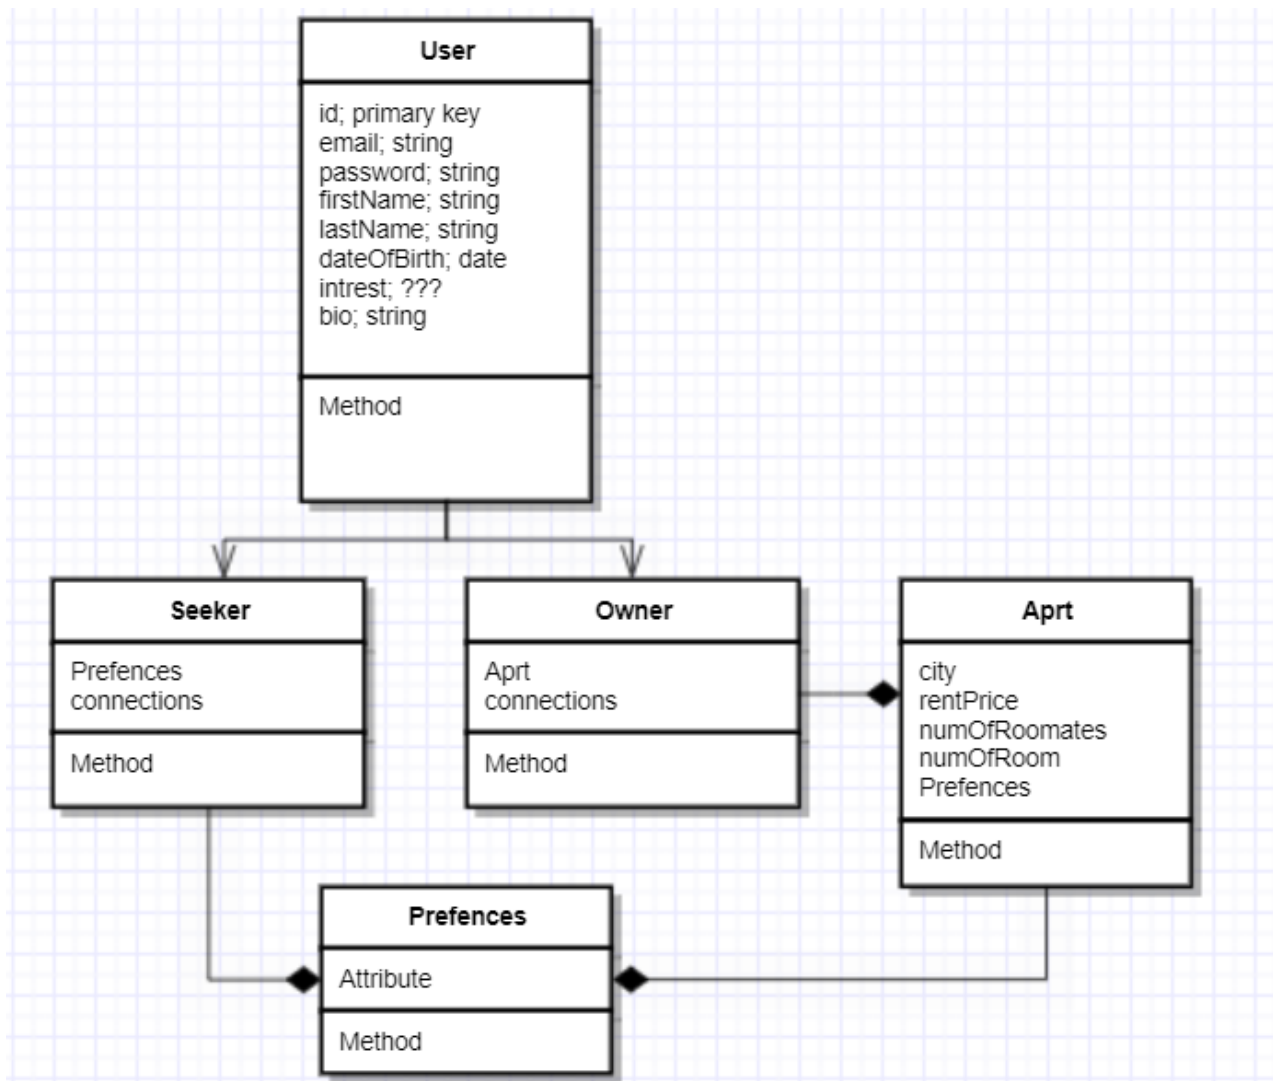 User
id; primary key
email; string
password; string
firstName; string
lastName; string
dateOfBirth; date
intrest; ???
bio; string
Method
Seeker
Prefences
connections
Method
Owner
Aprt
connections
Method
Aprt
city
rentPrice
numOfRoomates
numOfRoom
Prefences
Method
Prefences
Attribute
Method